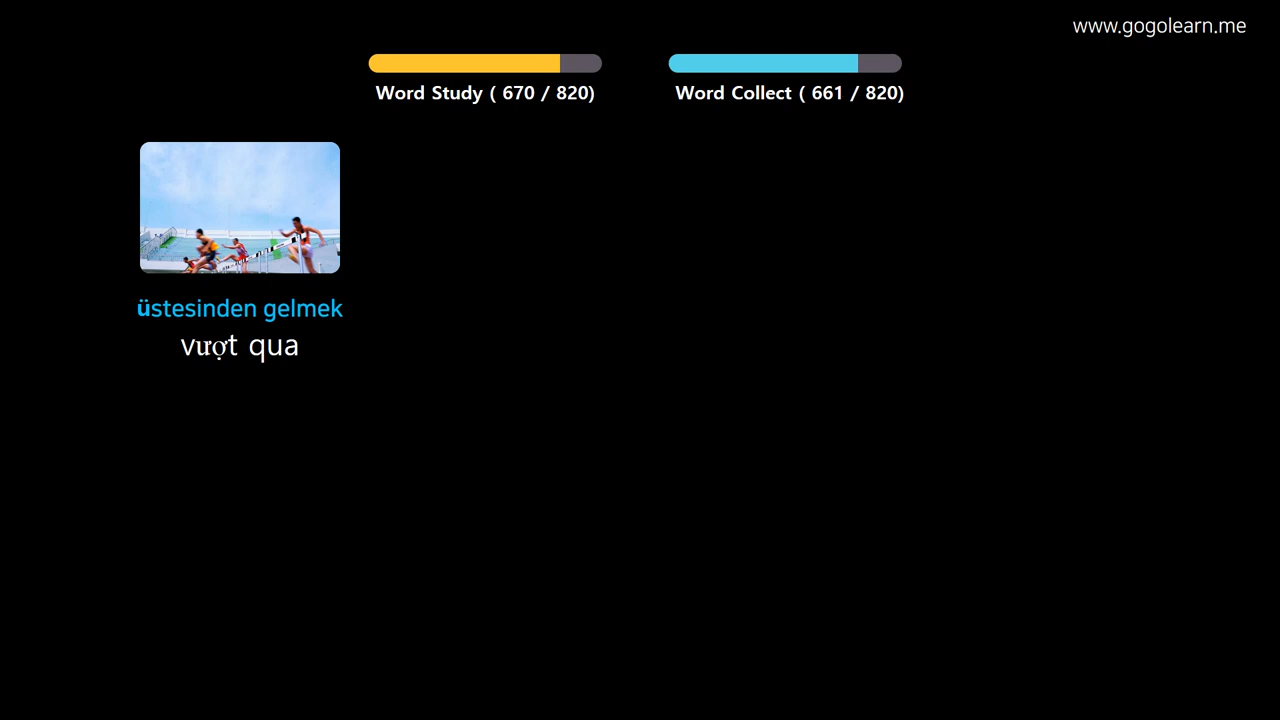 www.gogolearn.me
Word Study ( 670 / 820)
Word Collect ( 661 / 820)
üstesinden gelmek
vượt qua